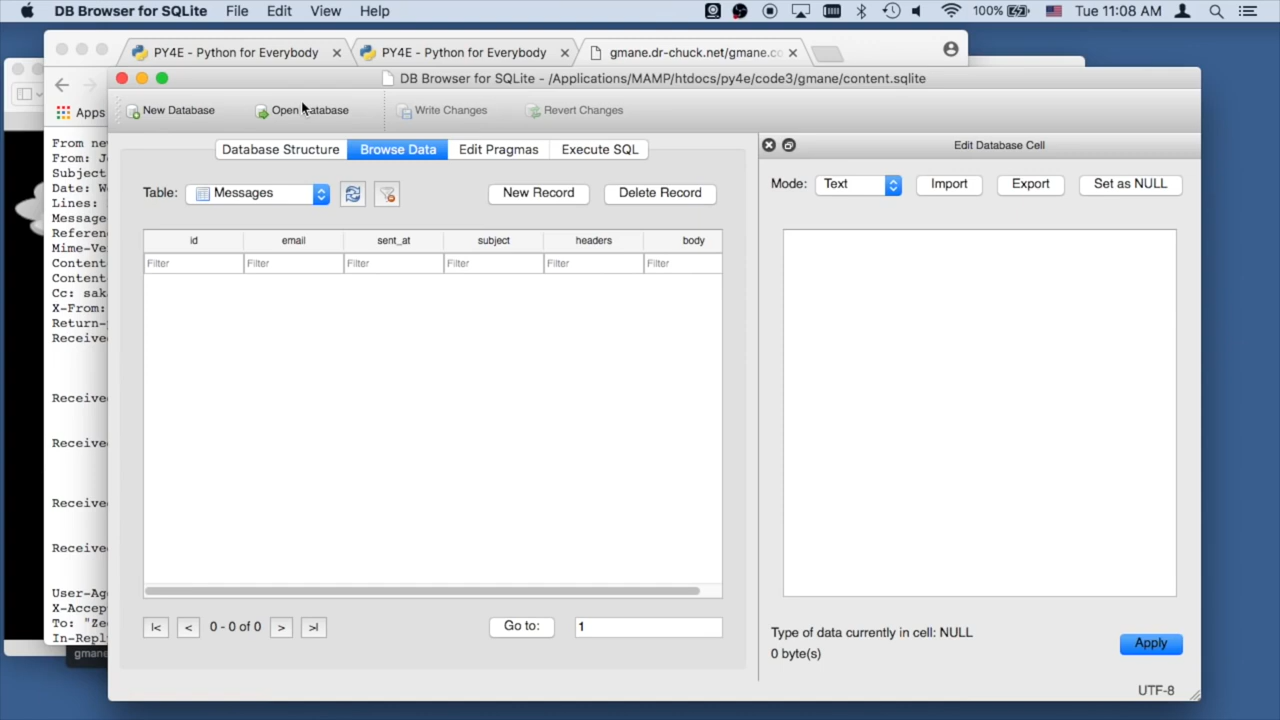 DB Browser for SQLite File Edit View Help 100% Tue 11:08 AM
PY4E - Python for Everybody PY4E - Python for Everybody gmane.dr-chuck.net/gmane.co
DB Browser for SQLite - /Applications/MAMP/htdocs/py4e/code3/gmane/content.sqlite
Apps
New Database Open Database Write Changes Revert Changes
Database Structure Browse Data Edit Pragmas Execute SQL
Table: Messages New Record Delete Record
id email sent_at subject headers body
Filter Filter Filter Filter Filter Filter
|< < 0 - 0 of 0 > >| Go to: 1
Edit Database Cell
Mode: Text Import Export Set as NULL
Type of data currently in cell: NULL
0 byte(s)
Apply
UTF-8
From
From:
Subject
Date:
Lines:
Message
Mime-Ve
Content
Content
Cc: sak
X-From:
Return-
Receive
Receive
Receive
Receive
Receive
User-Ag
X-Accep
To: "Ze
In-Repl
gmane